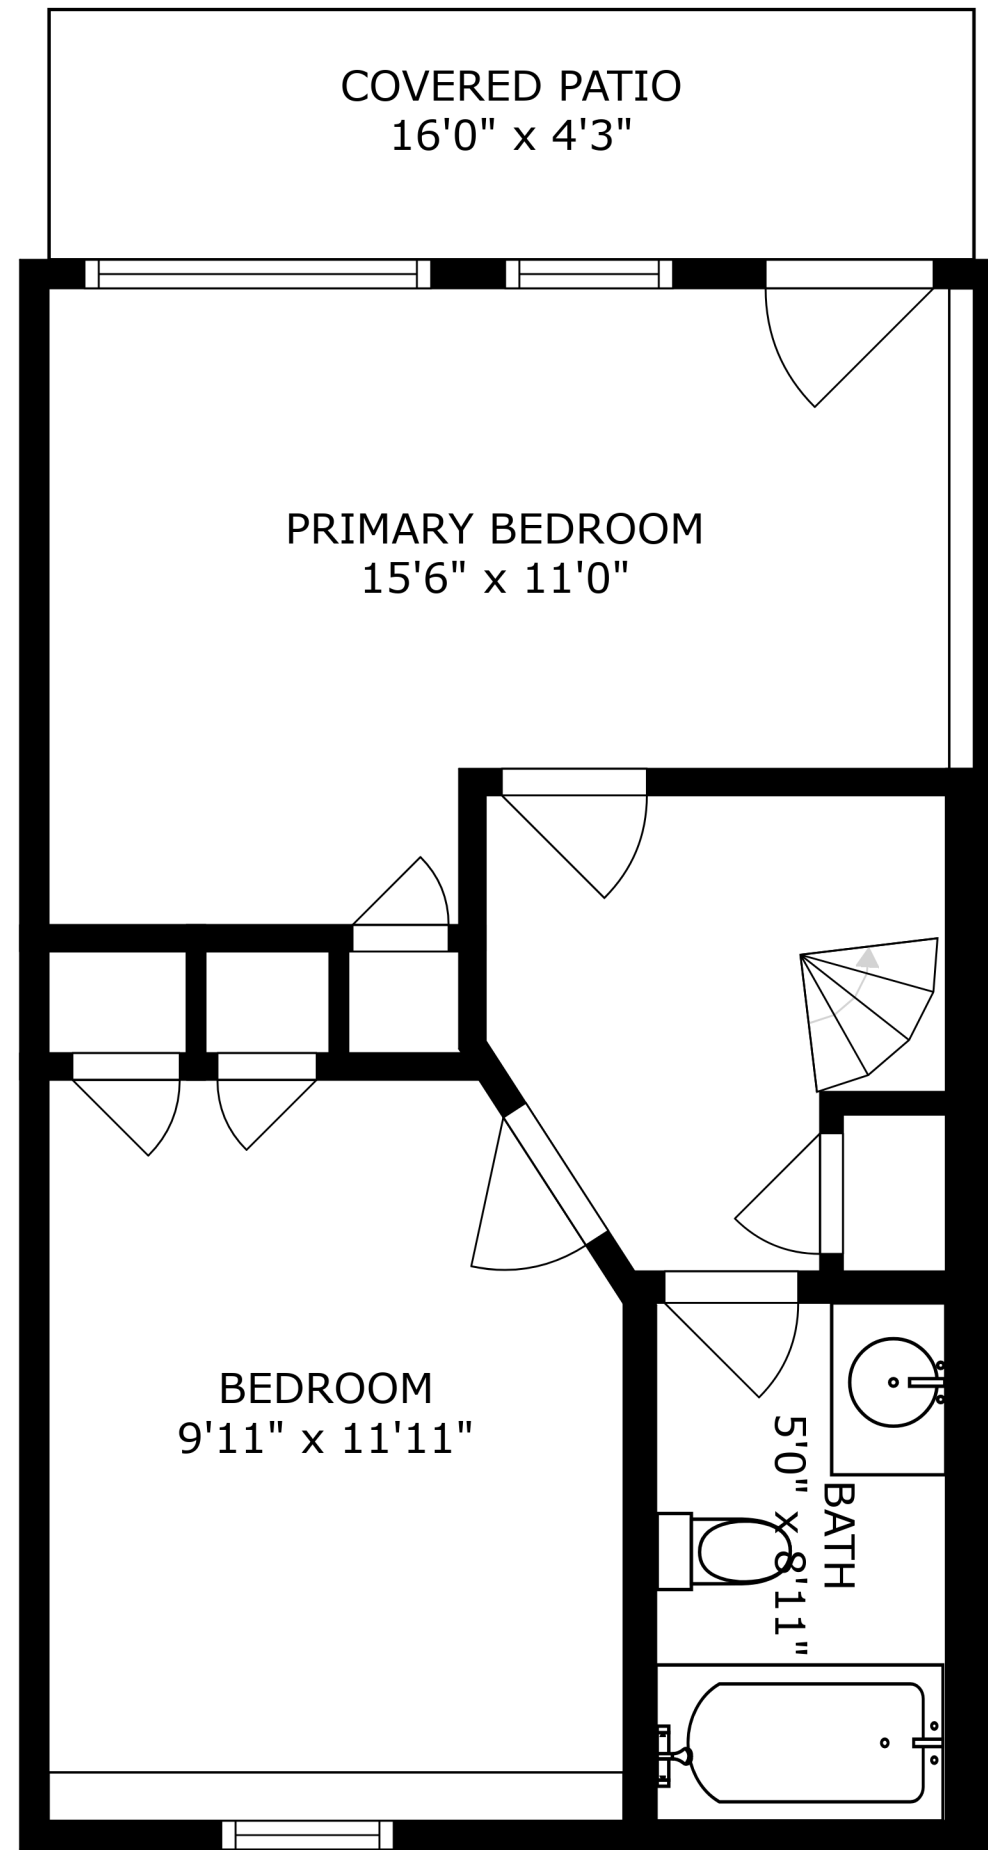 COVERED PATIO
16'0" x 4'3"
PRIMARY BEDROOM
15'6" x 11'0"
BEDROOM
9'11" x 11'11"
BATH
5'0" x 8'11"